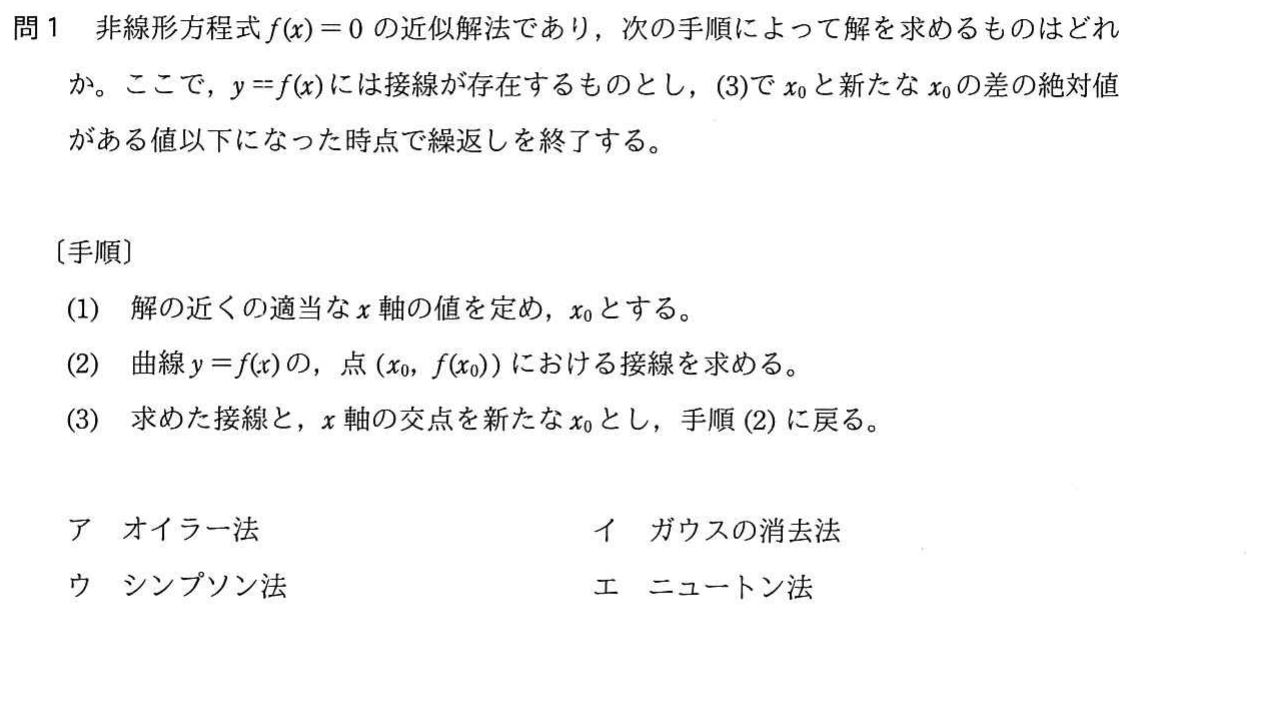 問1 非線形方程式 f(x)=0 の近似解法であり，次の手順によって解を求めるものはどれ
か。ここで，y=f(x)には接線が存在するものとし，(3)で x₀ と新たな x₀ の差の絶対値
がある値以下になった時点で繰返しを終了する。
〔手順〕
(1) 解の近くの適当な x 軸の値を定め，x₀ とする。
(2) 曲線 y=f(x)の，点 (x₀，f(x₀)) における接線を求める。
(3) 求めた接線と，x 軸の交点を新たな x₀ とし，手順 (2) に戻る。
ア オイラー法 イ ガウスの消去法
ウ シンプソン法 エ ニュートン法